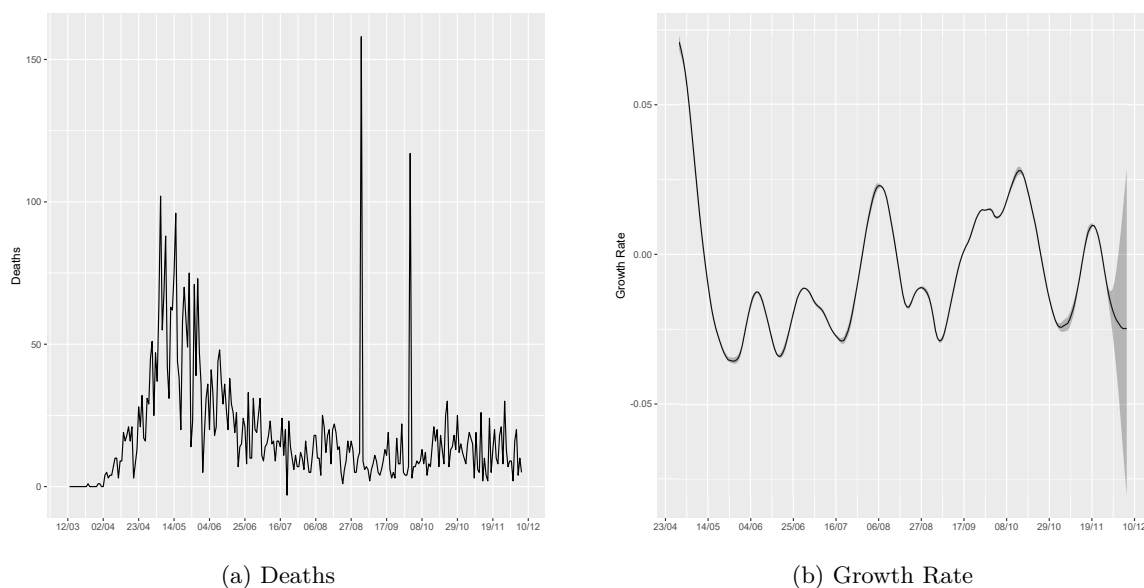 150
100
50
0
Deaths
12/03 02/04 23/04 14/05 04/06 25/06 16/07 06/08 27/08 17/09 08/10 29/10 19/11 10/12
(a) Deaths
0.05
0.00
-0.05
Growth Rate
23/04 14/05 04/06 25/06 16/07 06/08 27/08 17/09 08/10 29/10 19/11 10/12
(b) Growth Rate